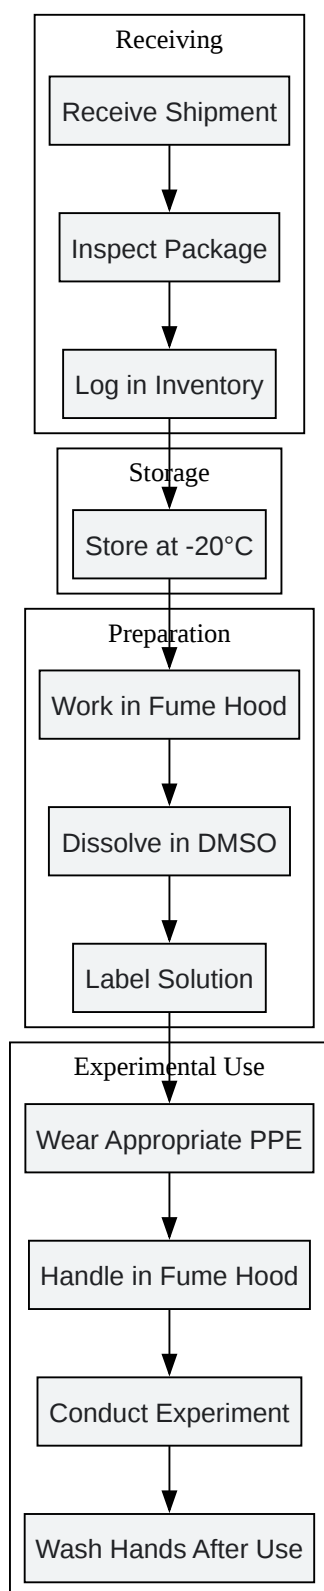 Receiving
Receive Shipment
Inspect Package
Log in Inventory
Storage
Store at -20°C
Preparation
Work in Fume Hood
Dissolve in DMSO
Label Solution
Experimental Use
Wear Appropriate PPE
Handle in Fume Hood
Conduct Experiment
Wash Hands After Use